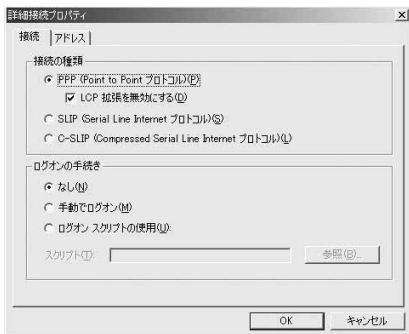 詳細接続プロパティ
接続 アドレス
接続の種類
PPP (Point to Point プロトコル)(P)
LCP 拡張を無効にする(D)
SLIP (Serial Line Internet プロトコル)(S)
C-SLIP (Compressed Serial Line Internet プロトコル)(L)
ログオンの手続き
なし(N)
手動でログオン(M)
ログオン スクリプトの使用(U):
スクリプト(T): 参照(B)...
OK キャンセル